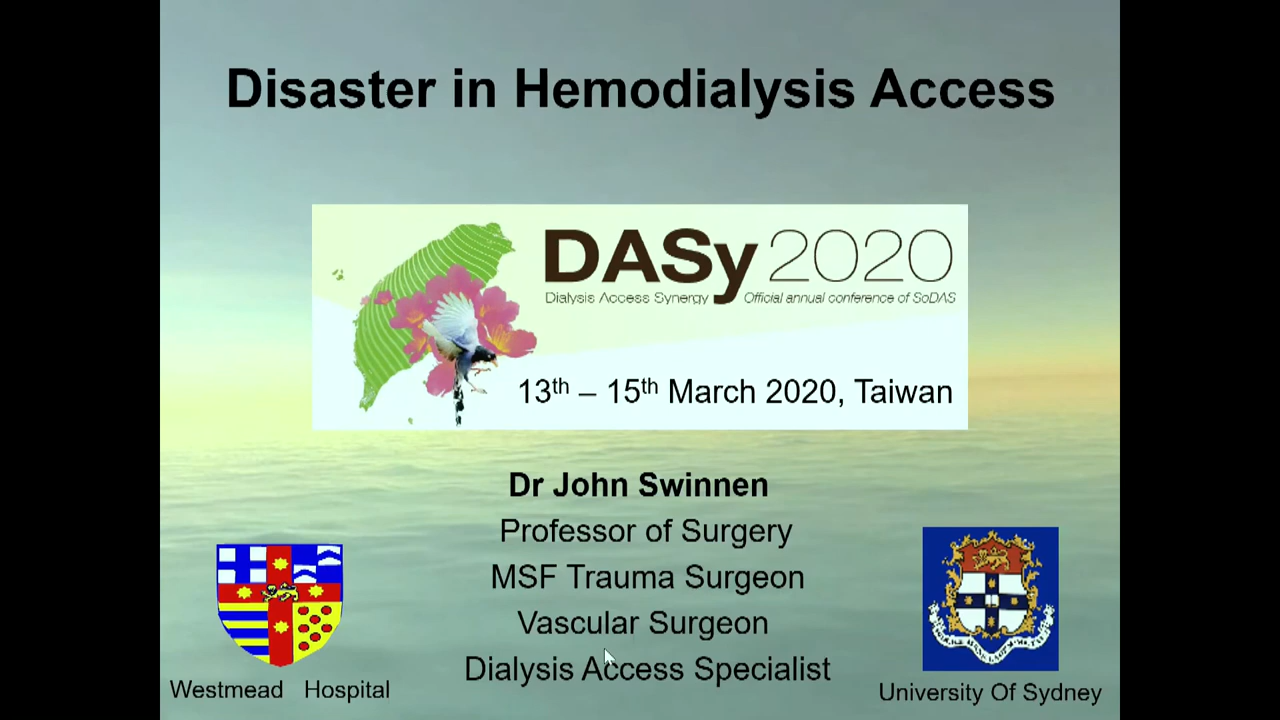 Disaster in Hemodialysis Access
DASy 2020
Dialysis Access Synergy Official annual conference of SoDAS
13th – 15th March 2020, Taiwan
Dr John Swinnen
Professor of Surgery
MSF Trauma Surgeon
Vascular Surgeon
Dialysis Access Specialist
Westmead Hospital
University Of Sydney